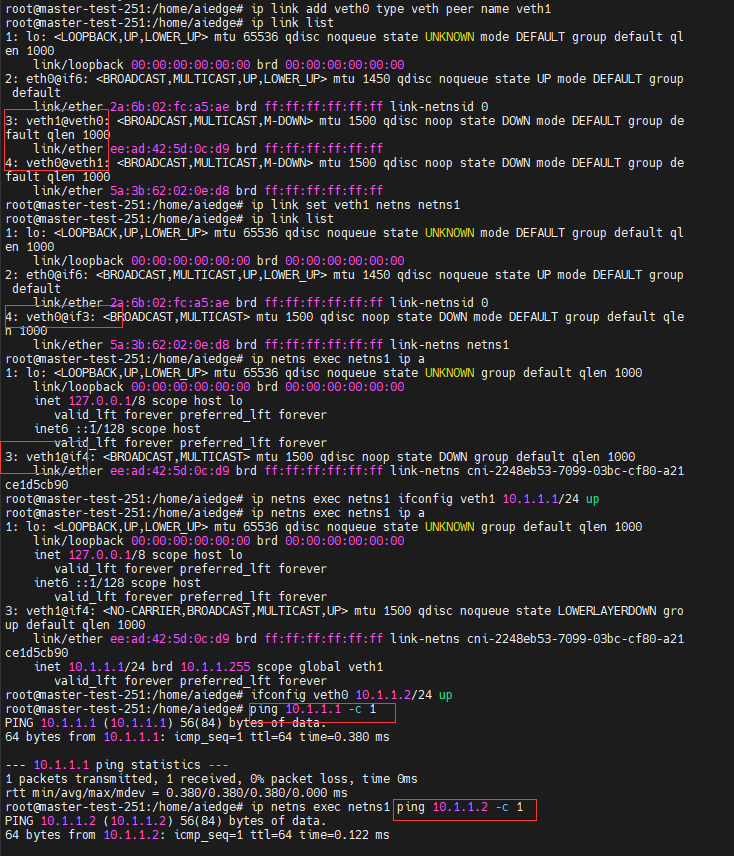 root@master-test-251:/home/aiedge# ip link add veth0 type veth peer name veth1
root@master-test-251:/home/aiedge# ip link list
1: lo: <LOOPBACK,UP,LOWER_UP> mtu 65536 qdisc noqueue state UNKNOWN mode DEFAULT group default ql
en 1000
    link/loopback 00:00:00:00:00:00 brd 00:00:00:00:00:00
2: eth0@if6: <BROADCAST,MULTICAST,UP,LOWER_UP> mtu 1450 qdisc noqueue state UP mode DEFAULT group
 default
    link/ether 2a:6b:02:fc:a5:ae brd ff:ff:ff:ff:ff:ff link-netnsid 0
3: veth1@veth0: <BROADCAST,MULTICAST,M-DOWN> mtu 1500 qdisc noop state DOWN mode DEFAULT group de
fault qlen 1000
    link/ether ee:ad:42:5d:0c:d9 brd ff:ff:ff:ff:ff:ff
4: veth0@veth1: <BROADCAST,MULTICAST,M-DOWN> mtu 1500 qdisc noop state DOWN mode DEFAULT group de
fault qlen 1000
    link/ether 5a:3b:62:02:0e:d8 brd ff:ff:ff:ff:ff:ff
root@master-test-251:/home/aiedge# ip link set veth1 netns netns1
root@master-test-251:/home/aiedge# ip link list
1: lo: <LOOPBACK,UP,LOWER_UP> mtu 65536 qdisc noqueue state UNKNOWN mode DEFAULT group default ql
en 1000
    link/loopback 00:00:00:00:00:00 brd 00:00:00:00:00:00
2: eth0@if6: <BROADCAST,MULTICAST,UP,LOWER_UP> mtu 1450 qdisc noqueue state UP mode DEFAULT group
 default
    link/ether 2a:6b:02:fc:a5:ae brd ff:ff:ff:ff:ff:ff link-netnsid 0
4: veth0@if3: <BROADCAST,MULTICAST> mtu 1500 qdisc noop state DOWN mode DEFAULT group default qle
n 1000
    link/ether 5a:3b:62:02:0e:d8 brd ff:ff:ff:ff:ff:ff link-netns netns1
root@master-test-251:/home/aiedge# ip netns exec netns1 ip a
1: lo: <LOOPBACK,UP,LOWER_UP> mtu 65536 qdisc noqueue state UNKNOWN group default qlen 1000
    link/loopback 00:00:00:00:00:00 brd 00:00:00:00:00:00
    inet 127.0.0.1/8 scope host lo
       valid_lft forever preferred_lft forever
    inet6 ::1/128 scope host
       valid_lft forever preferred_lft forever
3: veth1@if4: <BROADCAST,MULTICAST> mtu 1500 qdisc noop state DOWN group default qlen 1000
    link/ether ee:ad:42:5d:0c:d9 brd ff:ff:ff:ff:ff:ff link-netns cni-2248eb53-7099-03bc-cf80-a21
ce1d5cb90
root@master-test-251:/home/aiedge# ip netns exec netns1 ifconfig veth1 10.1.1.1/24 up
root@master-test-251:/home/aiedge# ip netns exec netns1 ip a
1: lo: <LOOPBACK,UP,LOWER_UP> mtu 65536 qdisc noqueue state UNKNOWN group default qlen 1000
    link/loopback 00:00:00:00:00:00 brd 00:00:00:00:00:00
    inet 127.0.0.1/8 scope host lo
       valid_lft forever preferred_lft forever
    inet6 ::1/128 scope host
       valid_lft forever preferred_lft forever
3: veth1@if4: <NO-CARRIER,BROADCAST,MULTICAST,UP> mtu 1500 qdisc noqueue state LOWERLAYERDOWN gro
up default qlen 1000
    link/ether ee:ad:42:5d:0c:d9 brd ff:ff:ff:ff:ff:ff link-netns cni-2248eb53-7099-03bc-cf80-a21
ce1d5cb90
    inet 10.1.1.1/24 brd 10.1.1.255 scope global veth1
       valid_lft forever preferred_lft forever
root@master-test-251:/home/aiedge# ifconfig veth0 10.1.1.2/24 up
root@master-test-251:/home/aiedge# ping 10.1.1.1 -c 1
PING 10.1.1.1 (10.1.1.1) 56(84) bytes of data.
64 bytes from 10.1.1.1: icmp_seq=1 ttl=64 time=0.380 ms

--- 10.1.1.1 ping statistics ---
1 packets transmitted, 1 received, 0% packet loss, time 0ms
rtt min/avg/max/mdev = 0.380/0.380/0.380/0.000 ms
root@master-test-251:/home/aiedge# ip netns exec netns1 ping 10.1.1.2 -c 1
PING 10.1.1.2 (10.1.1.2) 56(84) bytes of data.
64 bytes from 10.1.1.2: icmp_seq=1 ttl=64 time=0.122 ms